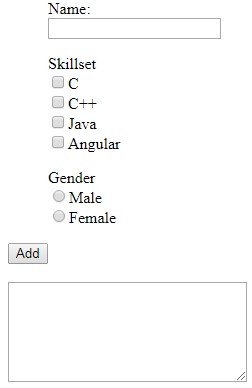 Name:
Skillset
C
C++
Java
Angular
Gender
Male
Female
Add